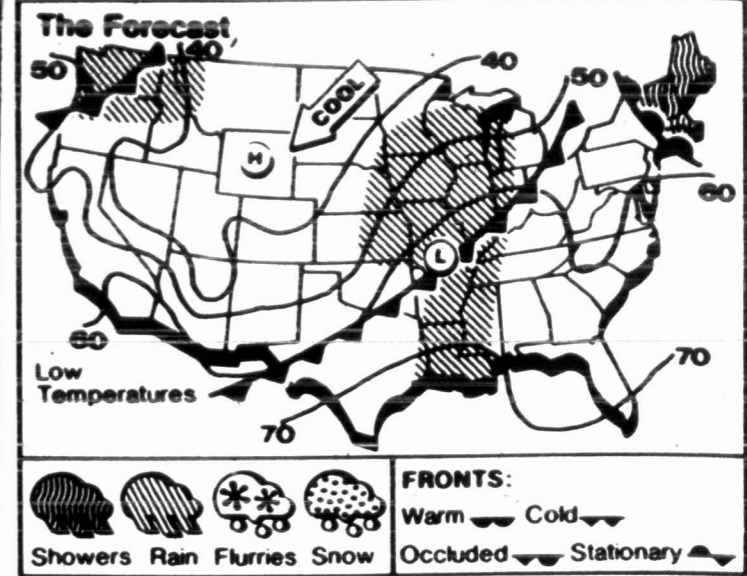 The Forecast
40
50
40
50
COOL
H
60
L
60
Low
Temperatures
70
70
FRONTS:
Warm Cold
Showers Rain Flurries Snow
Occluded Stationary